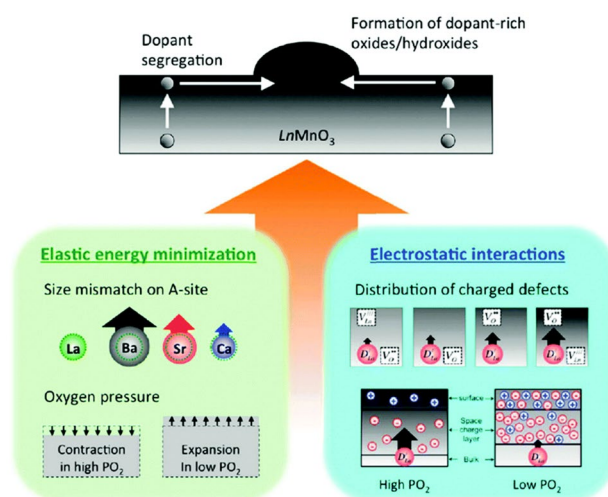 Dopant
segregation
Formation of dopant-rich
oxides/hydroxides
LnMnO₃
Elastic energy minimization
Size mismatch on A-site
La
Ba
Sr
Ca
Oxygen pressure
Contraction
in high PO₂
Expansion
In low PO₂
Electrostatic interactions
Distribution of charged defects
surface
Space
charge
layer
Bulk
High PO₂
Low PO₂